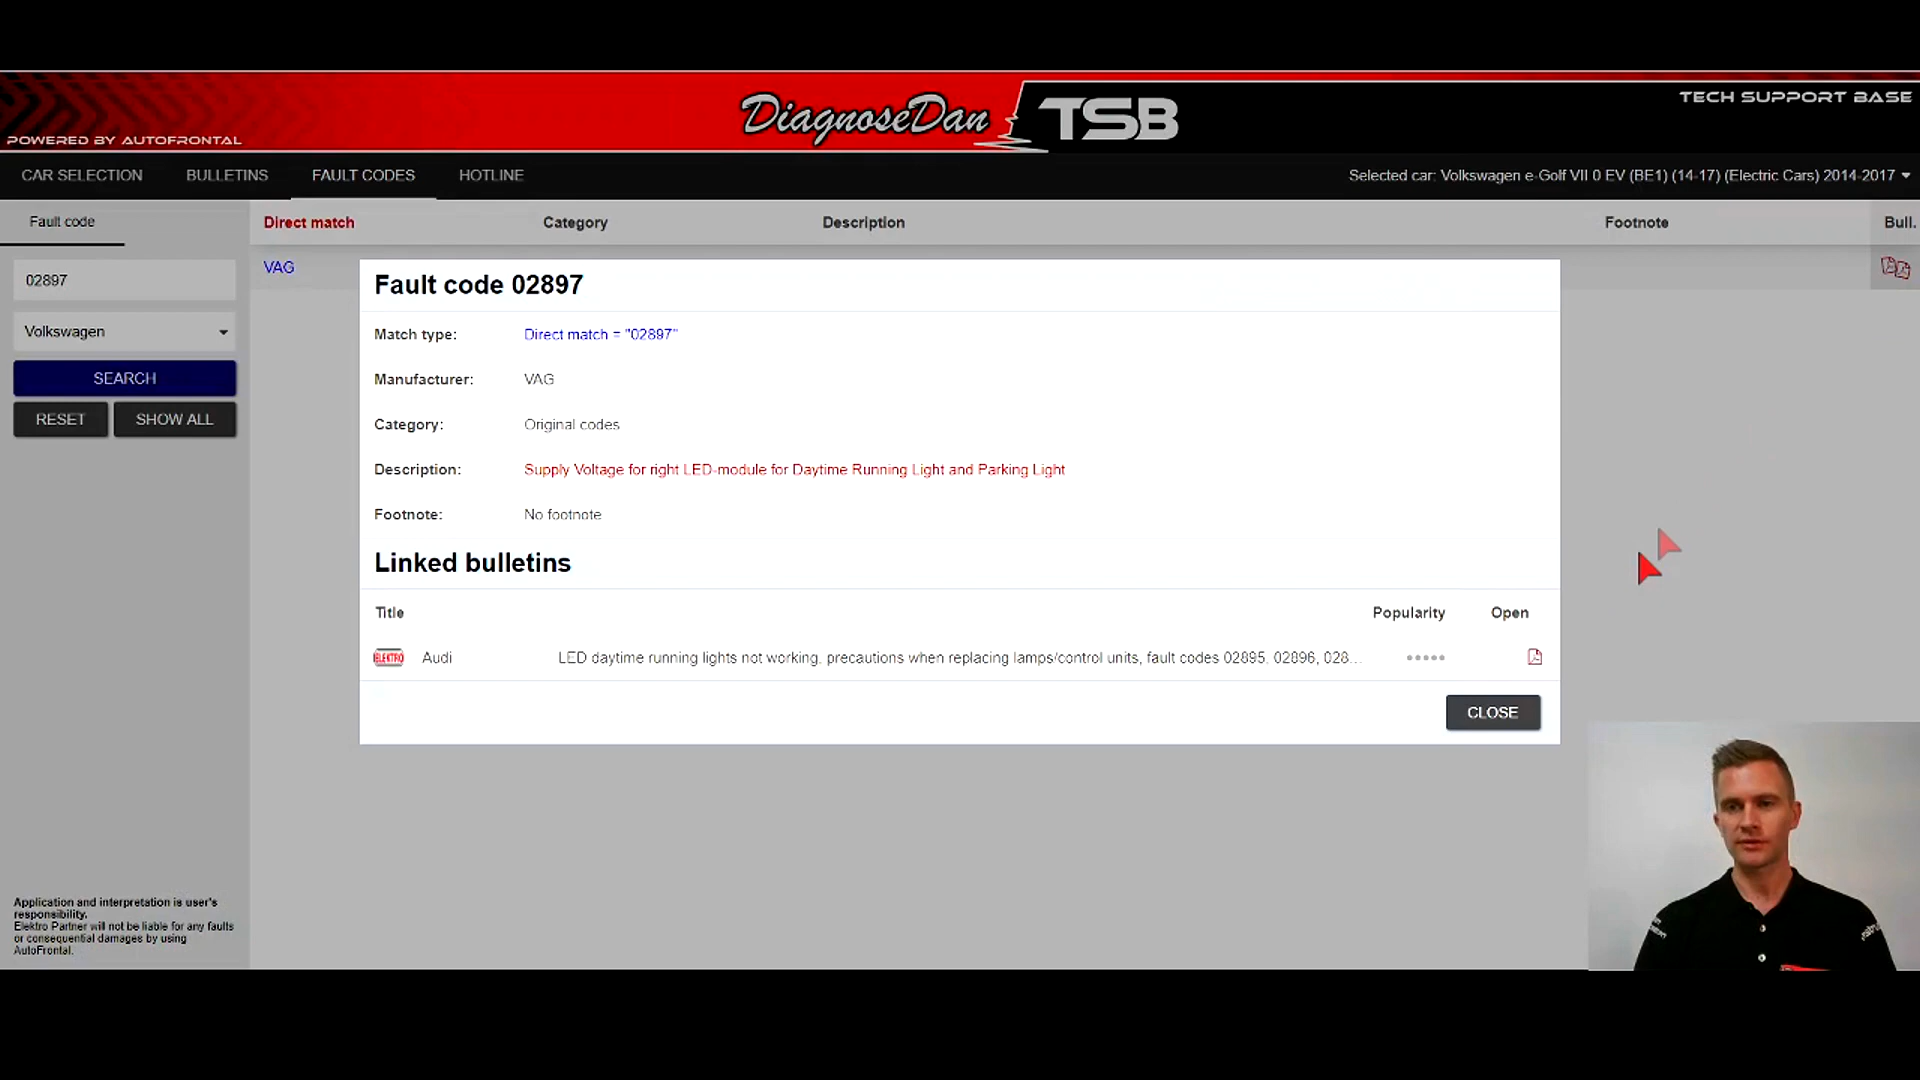 DiagnoseDan TSB
TECH SUPPORT BASE
POWERED BY AUTOFRONTAL
CAR SELECTION BULLETINS FAULT CODES HOTLINE
Selected car: Volkswagen e-Golf VII 0 EV (BE1) (14-17) (Electric Cars) 2014-2017
Fault code
Direct match Category Description Footnote Bull.
02897
VAG
Volkswagen
SEARCH
RESET SHOW ALL
Fault code 02897
Match type: Direct match = "02897"
Manufacturer: VAG
Category: Original codes
Description: Supply Voltage for right LED-module for Daytime Running Light and Parking Light
Footnote: No footnote
Linked bulletins
Title Popularity Open
ELEKTRO Audi LED daytime running lights not working, precautions when replacing lamps/control units, fault codes 02895, 02896, 028...
CLOSE
Application and interpretation is user's
responsibility.
Elektro Partner will not be liable for any faults
or consequential damages by using
AutoFrontal.